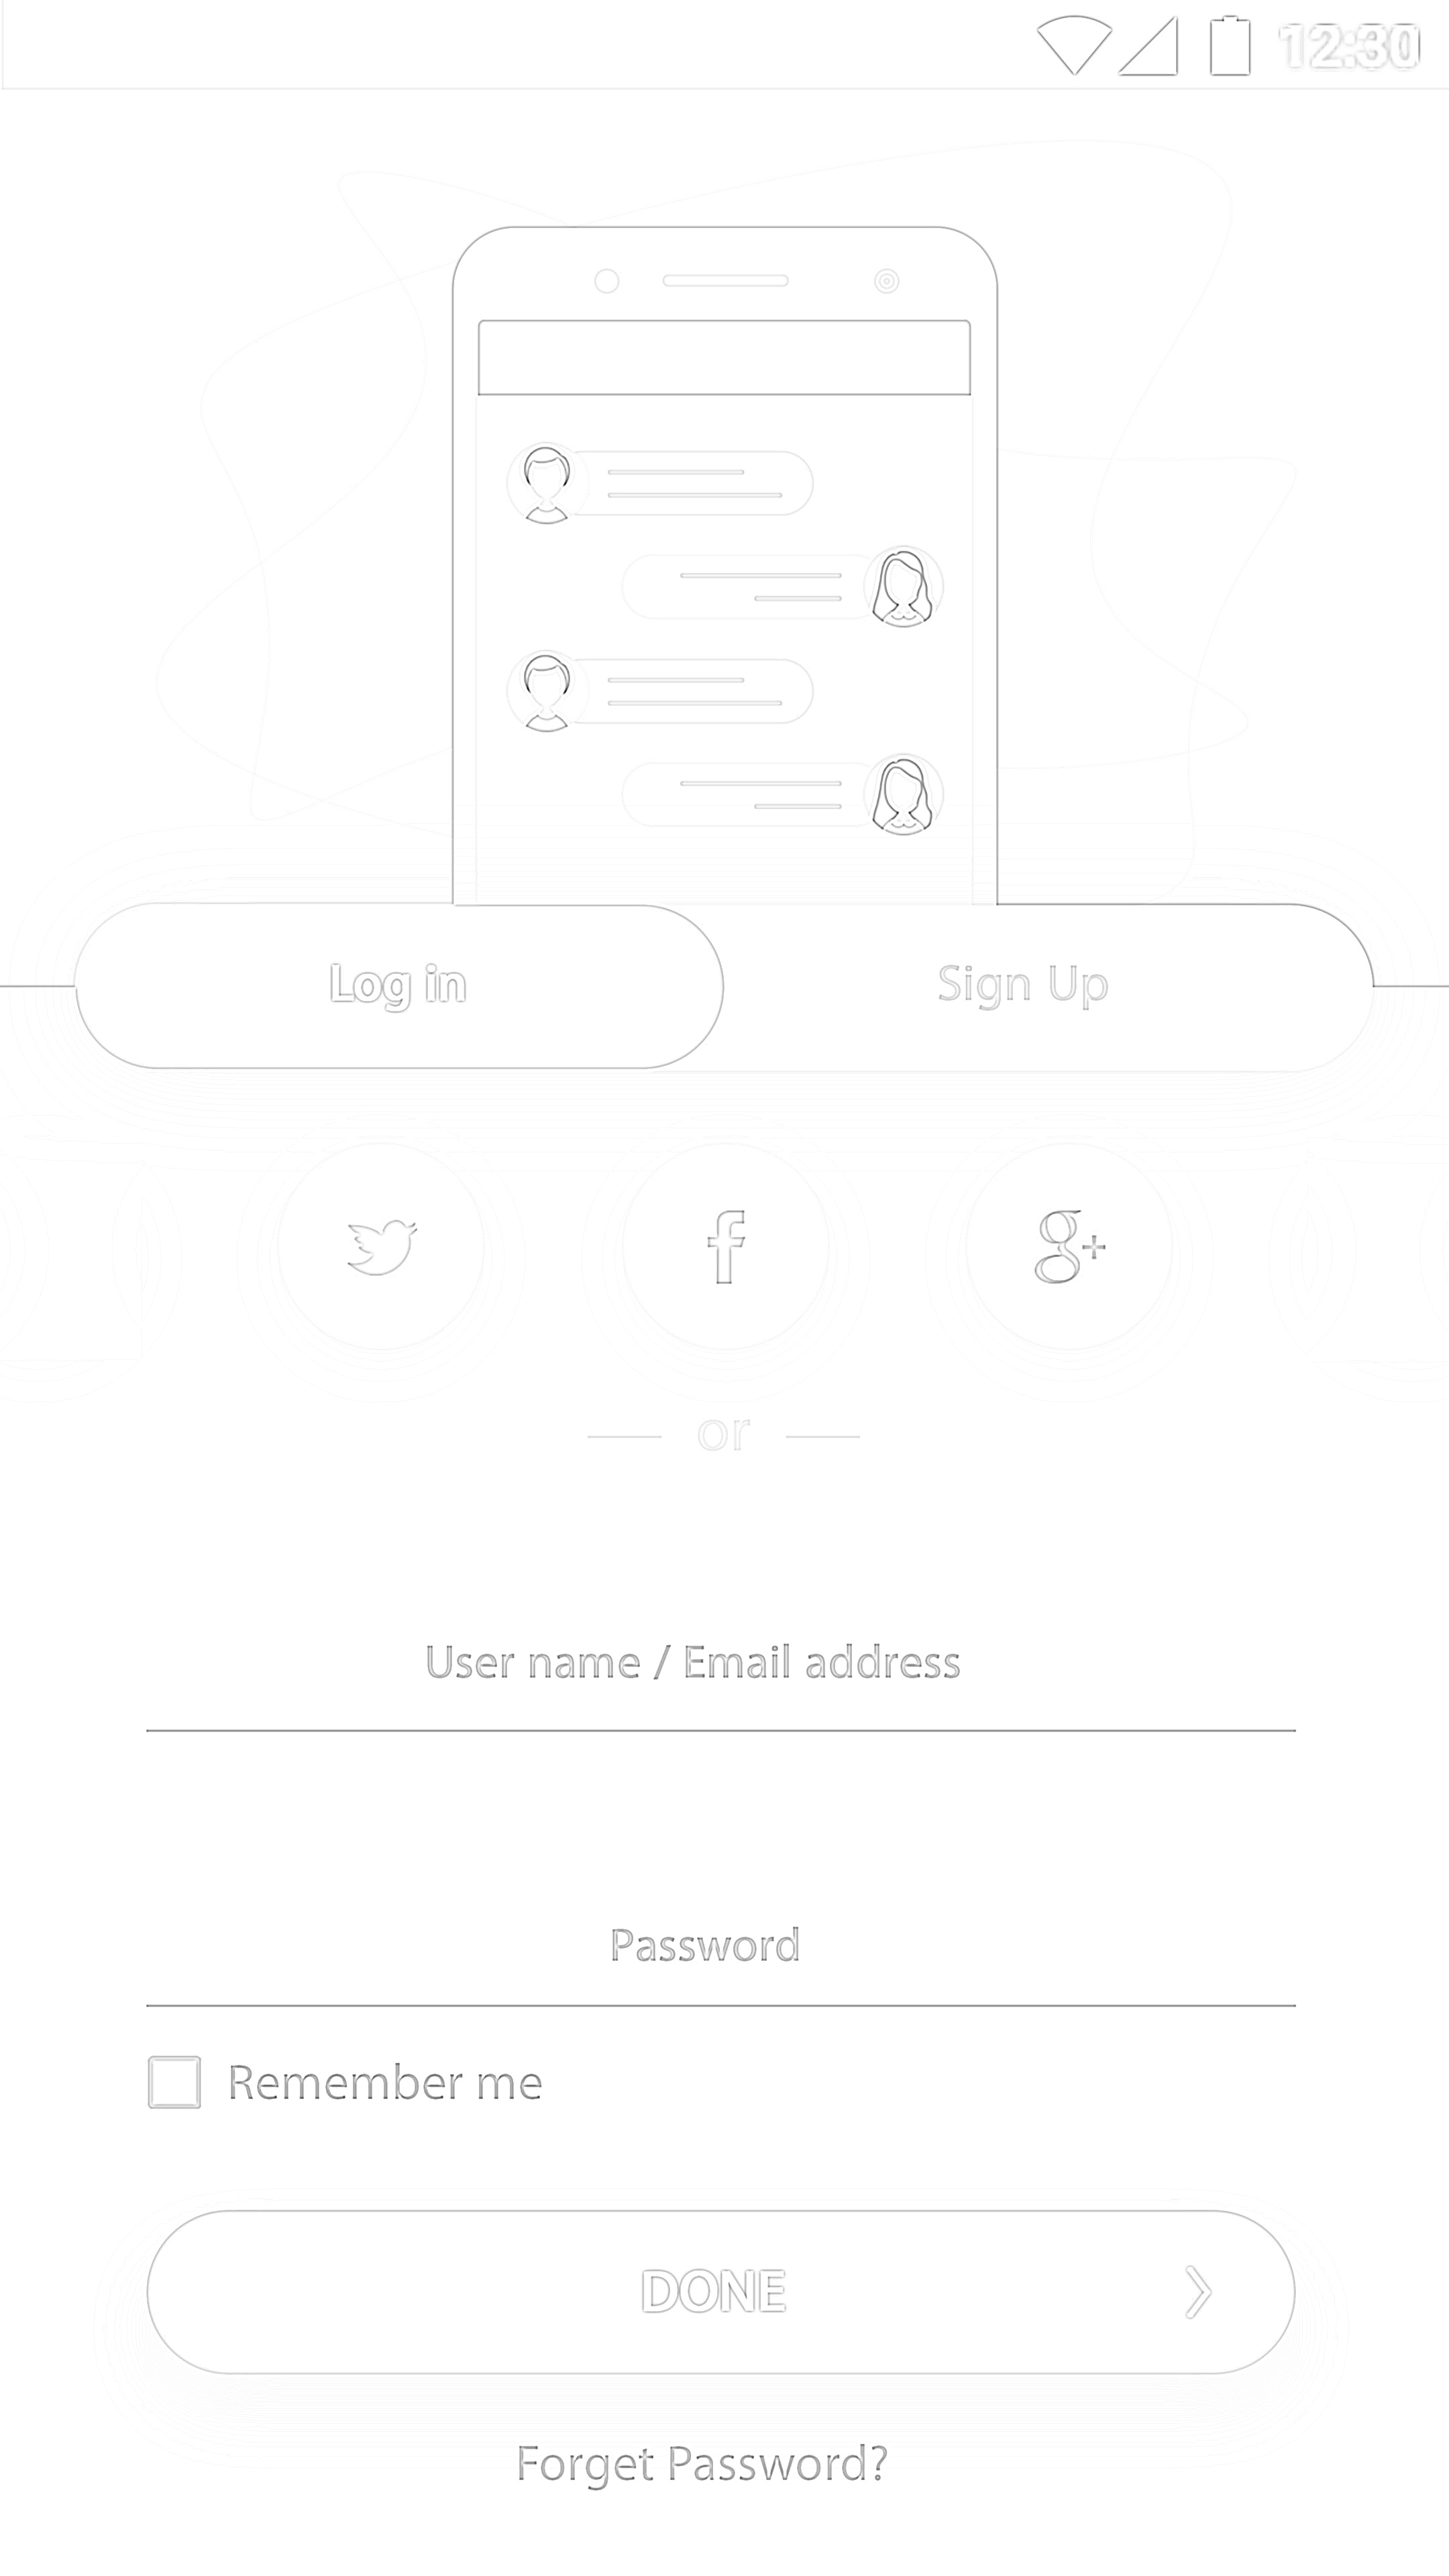 12:30
Log in
Sign Up
f
g+
or
User name / Email address
Password
Remember me
DONE
Forget Password?